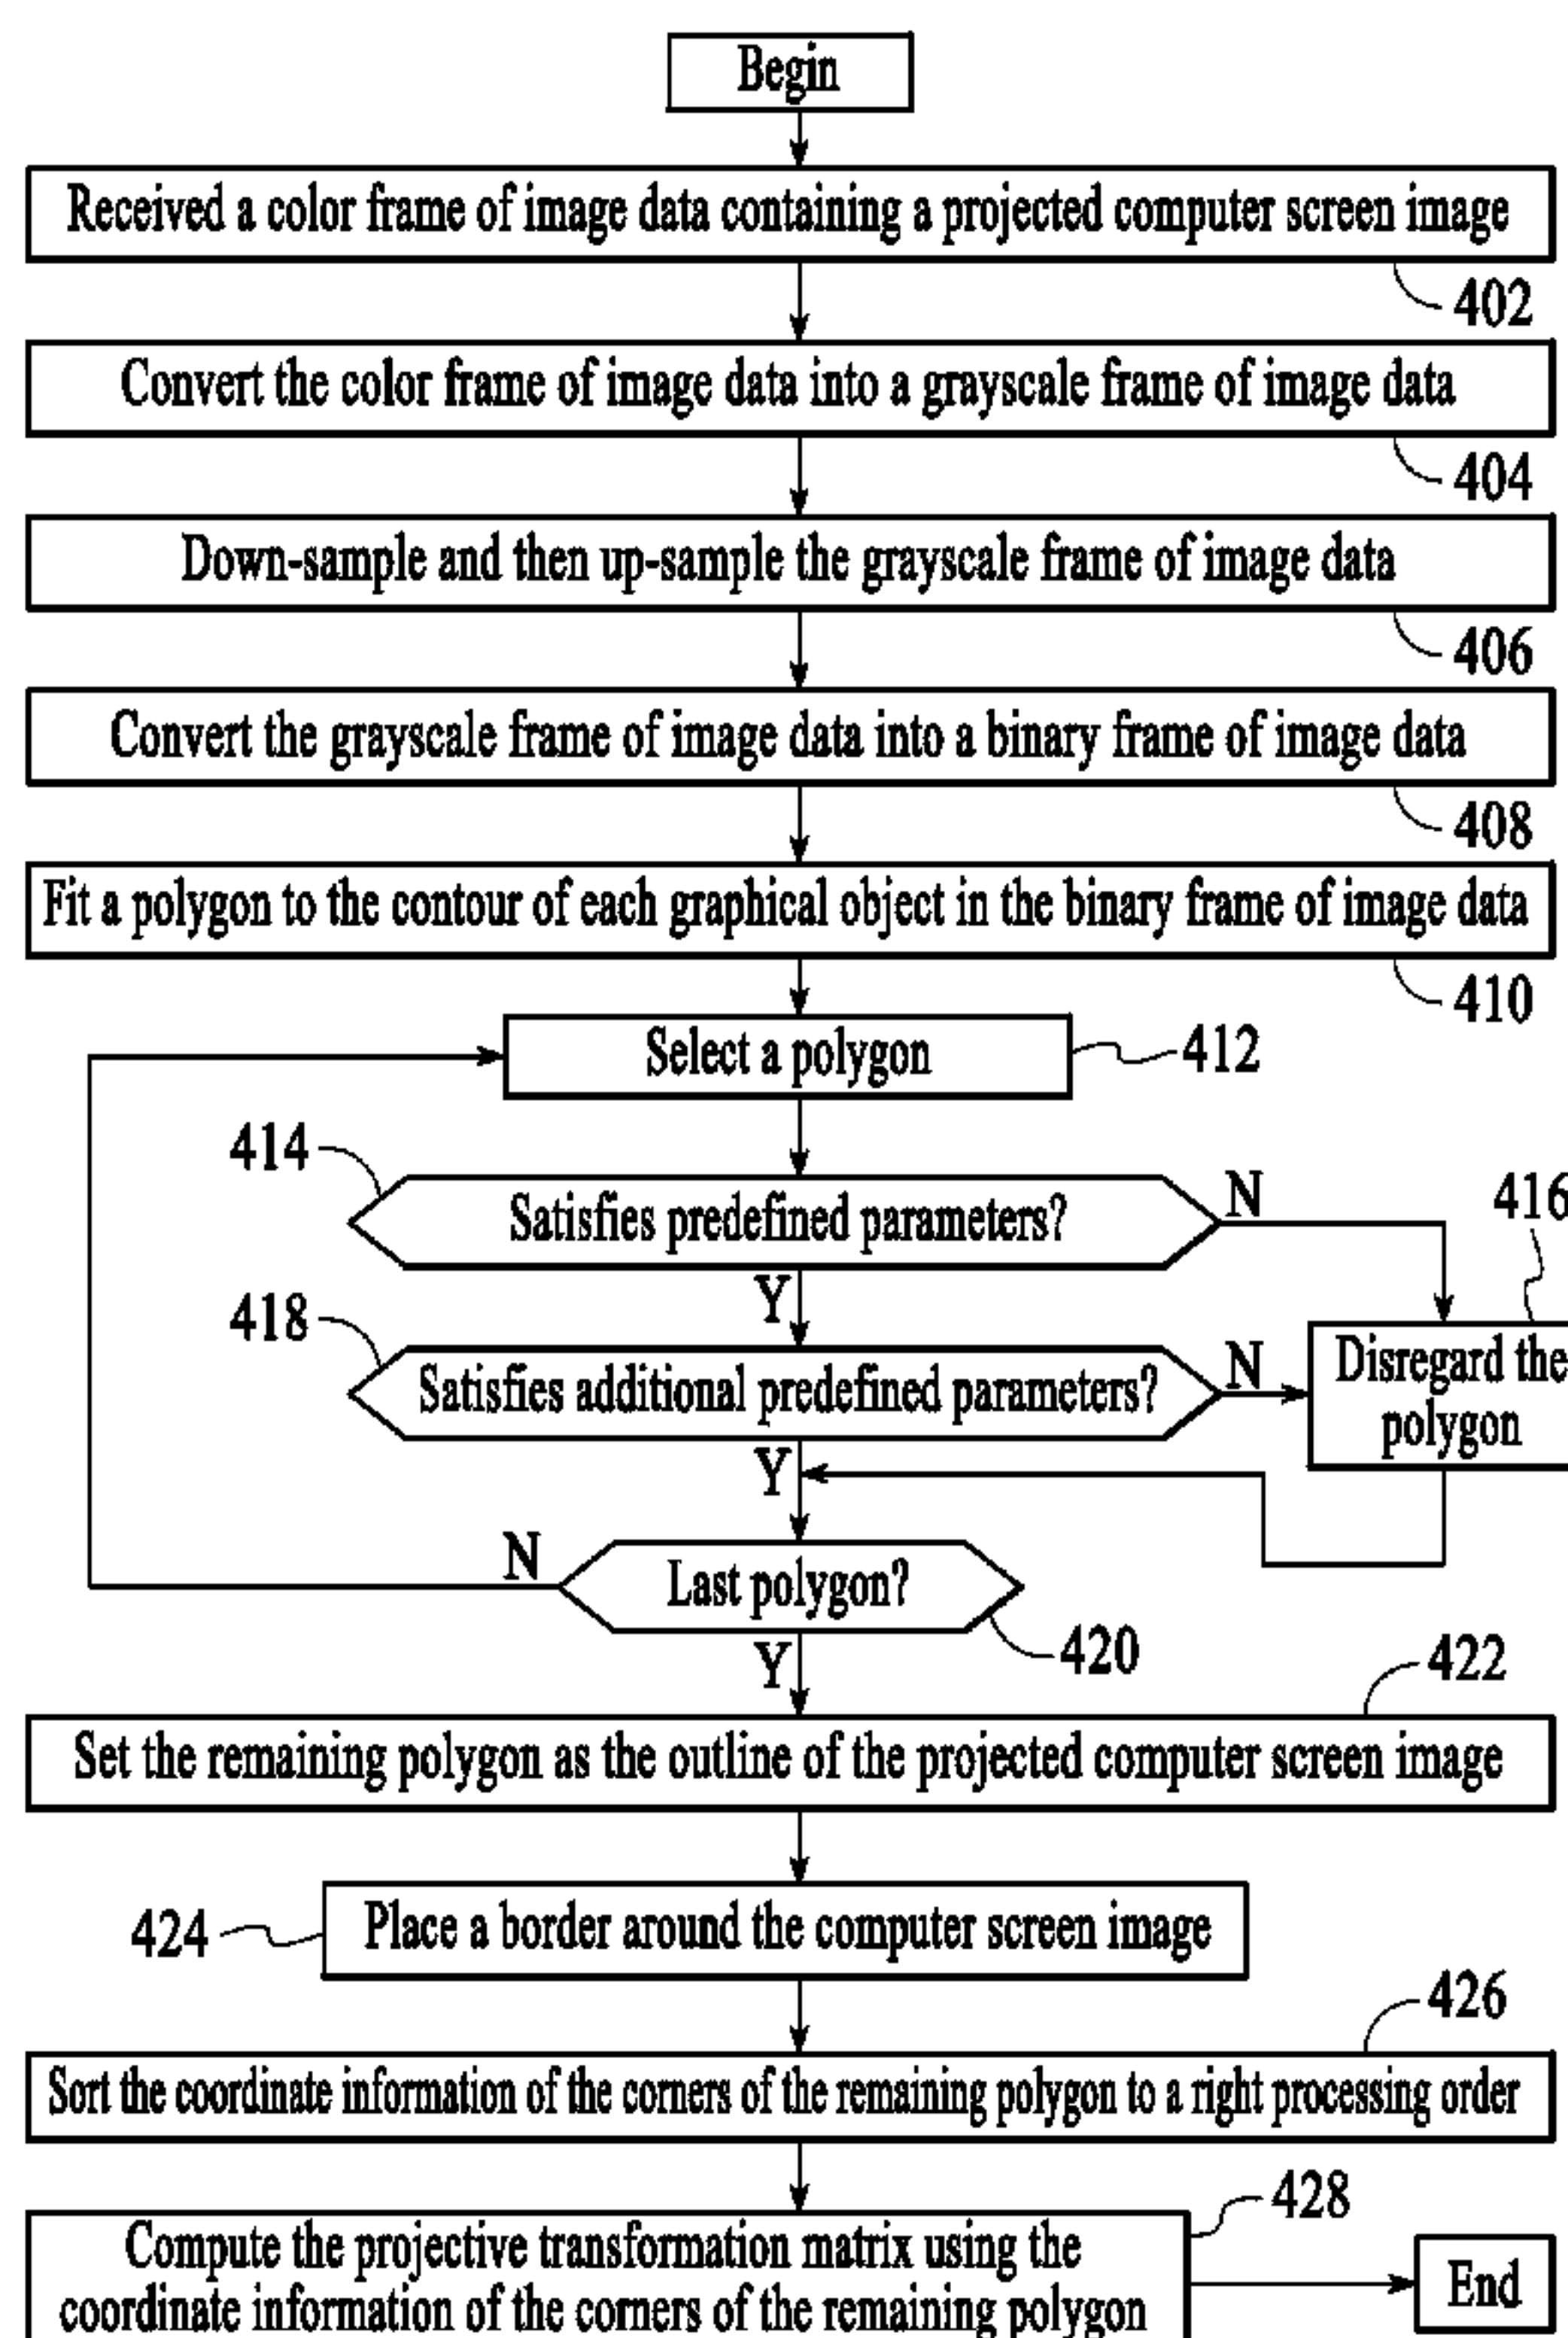 Begin
Received a color frame of image data containing a projected computer screen image
402
Convert the color frame of image data into a grayscale frame of image data
404
Down-sample and then up-sample the grayscale frame of image data
406
Convert the grayscale frame of image data into a binary frame of image data
408
Fit a polygon to the contour of each graphical object in the binary frame of image data
410
Select a polygon
412
414
Satisfies predefined parameters?
N
416
Y
418
Satisfies additional predefined parameters?
N
Disregard the
polygon
Y
N
Last polygon?
420
Y
422
Set the remaining polygon as the outline of the projected computer screen image
424
Place a border around the computer screen image
426
Sort the coordinate information of the corners of the remaining polygon to a right processing order
428
Compute the projective transformation matrix using the
coordinate information of the corners of the remaining polygon
End